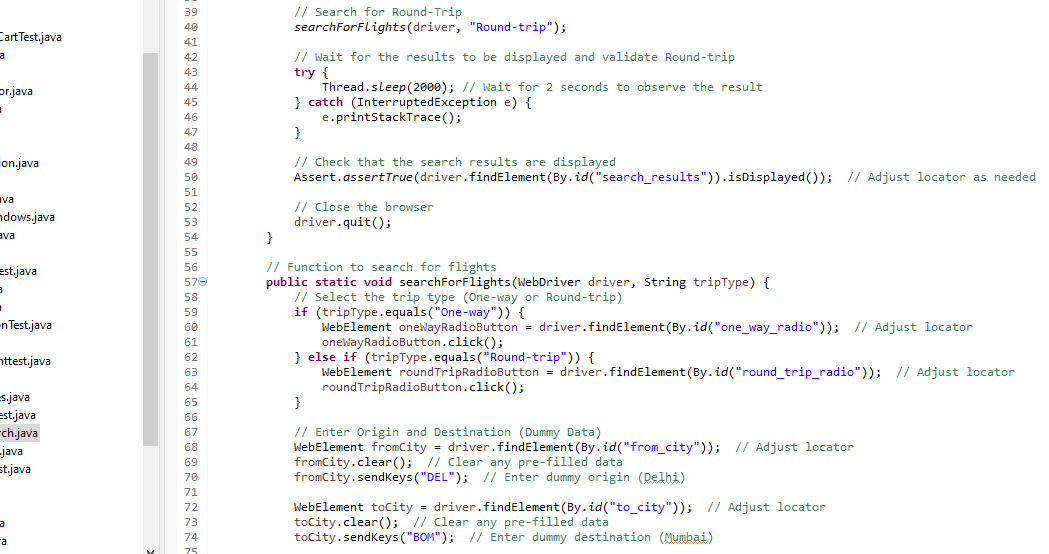 CartTest.java
a
or.java
ion.java
va
ndows.java
ava
est.java
a
onTest.java
nttest.java
s.java
est.java
rch.java
.java
st.java
a
a
39 // Search for Round-Trip
40 searchForFlights(driver, "Round-trip");
41
42 // Wait for the results to be displayed and validate Round-trip
43 try {
44 Thread.sleep(2000); // Wait for 2 seconds to observe the result
45 } catch (InterruptedException e) {
46 e.printStackTrace();
47 }
48
49 // Check that the search results are displayed
50 Assert.assertTrue(driver.findElement(By.id("search_results")).isDisplayed()); // Adjust locator as needed
51
52 // Close the browser
53 driver.quit();
54 }
55
56 // Function to search for flights
57 public static void searchForFlights(WebDriver driver, String tripType) {
58 // Select the trip type (One-way or Round-trip)
59 if (tripType.equals("One-way")) {
60 WebElement oneWayRadioButton = driver.findElement(By.id("one_way_radio")); // Adjust locator
61 oneWayRadioButton.click();
62 } else if (tripType.equals("Round-trip")) {
63 WebElement roundTripRadioButton = driver.findElement(By.id("round_trip_radio")); // Adjust locator
64 roundTripRadioButton.click();
65 }
66
67 // Enter Origin and Destination (Dummy Data)
68 WebElement fromCity = driver.findElement(By.id("from_city")); // Adjust locator
69 fromCity.clear(); // Clear any pre-filled data
70 fromCity.sendKeys("DEL"); // Enter dummy origin (Delhi)
71
72 WebElement toCity = driver.findElement(By.id("to_city")); // Adjust locator
73 toCity.clear(); // Clear any pre-filled data
74 toCity.sendKeys("BOM"); // Enter dummy destination (Mumbai)
75